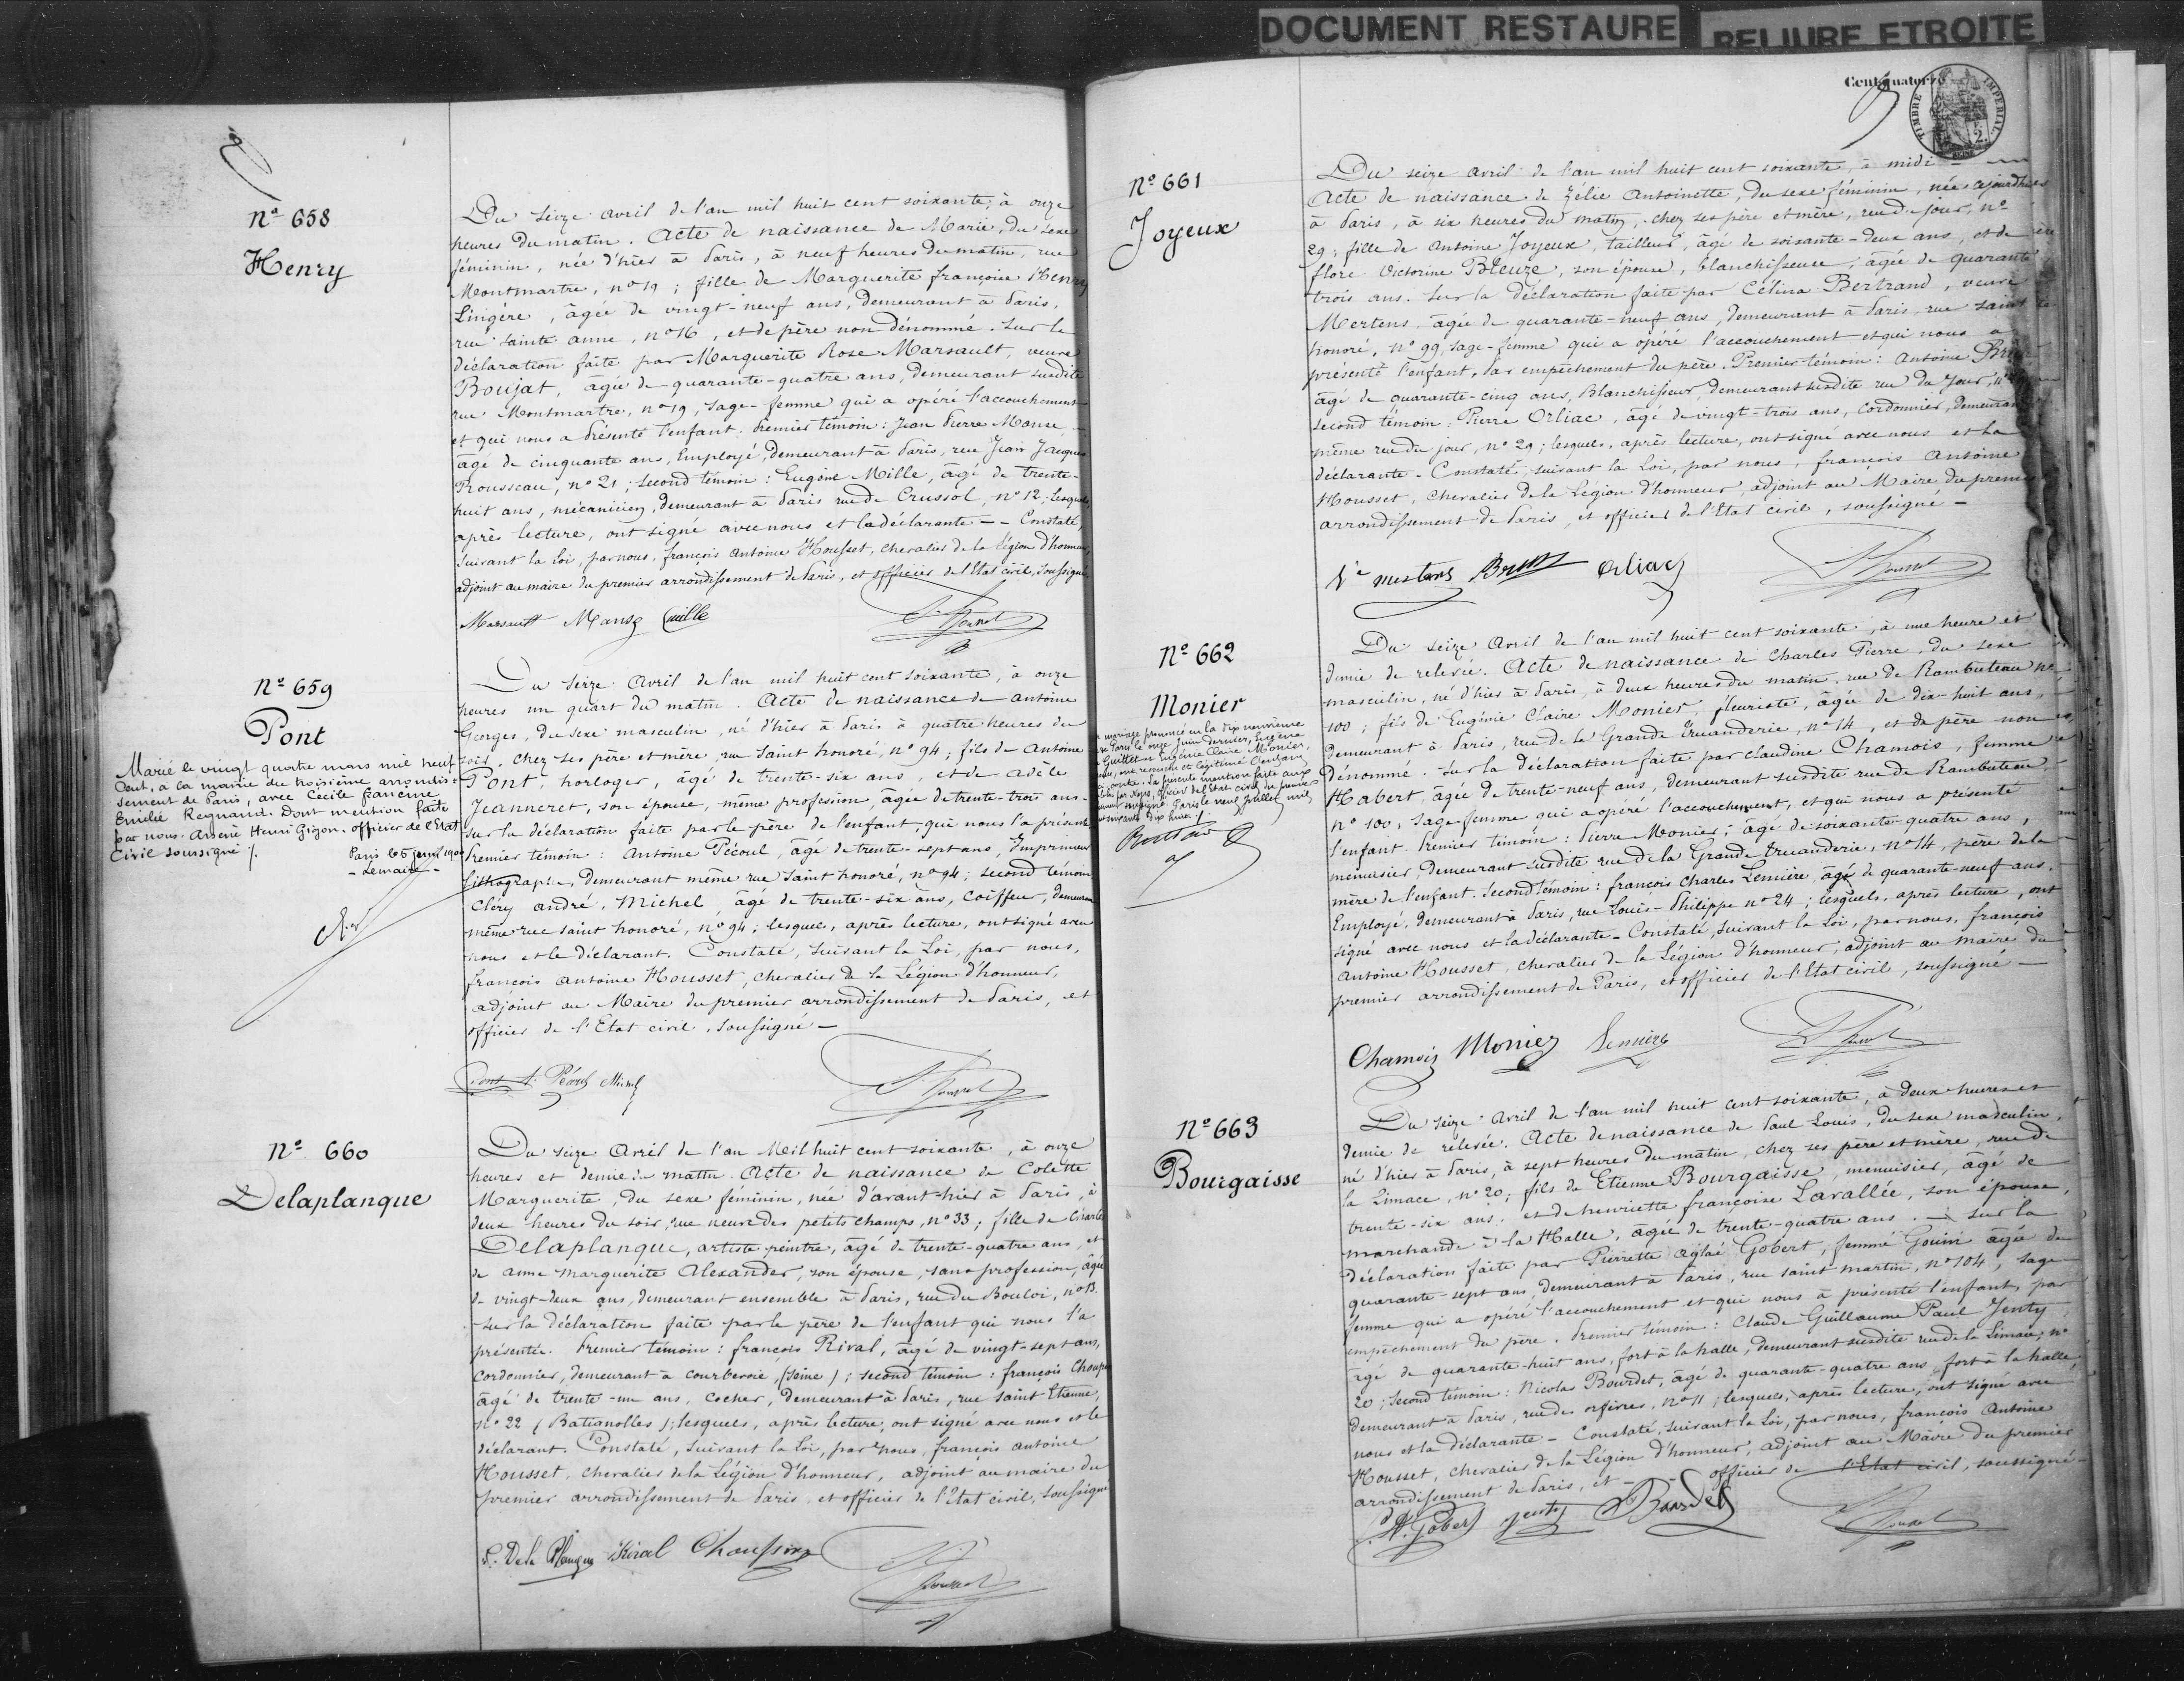 DOCUMENT RESTAURE
RELIURE ETROITE
Nº 658
Henry
Du seize avril de l'an mil huit cent soixante, à onze
heures du matin. Acte de naissance de Marie, du sexe
féminin, née d'hier à Paris, à neuf heures du matin, rue
Montmartre, nº 19; fille de Marguerite françoise Henry
Lingère, âgée de vingt-neuf ans, demeurant à Paris,
rue Sainte anne, nº 16, et de père non dénommé. Sur la
déclaration faite par Marguerite Rose Marsault, veuve
Boujat, âgée de quarante-quatre ans, demeurant susdite
rue Montmartre, nº 19, sage-femme qui a opéré l'accouchement
et qui nous a présenté l'enfant. Premier témoin: Jean Pierre Manse
âgé de cinquante ans, Employé, demeurant à Paris, rue Jean Jacques
Rousseau, nº 21; second témoin: Eugène Mille, âgé de trente-
huit ans, mécanicien, demeurant à Paris rue de Crussol, nº 12; lesquels
après lecture, ont signé avec nous et la déclarante - - Constaté,
suivant la Loi, par nous, françois antoine Housset, chevalier de la Légion d'honneur,
adjoint au maire du premier arrondissement de Paris, et officier de l'Etat civil, soussigné
Marsault Manse Mille
Nº 659
Pont
Marié le vingt quatre mars mil neuf
cent, à la mairie du troisième arrondis-
sement de Paris, avec Cécile francine
Emilie Regnard. Dont mention faite
par nous. Arsène Henri Gigon. officier de l'Etat
Civil soussigné /.
Paris le 5 1900
- Lemaire -
Du seize avril de l'an mil huit cent soixante, à onze
heures un quart du matin. Acte de naissance de antoine
Georges, du sexe masculin, né d'hier à Paris à quatre heures du
soir, chez ses père et mère, rue Saint honoré, nº 94; fils de Antoine
Pont, horloger, âgé de trente-six ans, et de adèle
Jeanneret, son épouse, même profession, âgée de trente-trois ans -
sur la déclaration faite par le père de l'enfant, qui nous l'a présenté
Premier témoin: Antoine Pécoul, âgé de trente-sept ans, Imprimeur
lithographe, demeurant même rue Saint honoré, nº 94; second témoin
Cléry andré Michel âgé de trente-six ans, coiffeur, demeurant
même rue saint honoré, nº 94; lesquels, après lecture, ont signé avec
nous et le déclarant. Constaté, suivant la Loi, par nous,
françois antoine Housset, chevalier de la Légion d'honneur,
adjoint au Maire du premier arrondissement de Paris, et
officier de l'Etat civil, soussigné -
Pont A. Pécoul Michel
Nº 660
Delaplanque
Du seize avril de l'an Mil huit cent soixante, à onze
heures et demie du matin. Acte de naissance de Colette
Marguerite, du sexe féminin, née d'avant-hier à Paris, à
deux heures du soir, rue neuve des petits champs, nº 33; fille de Charles
Delaplanque, artiste peintre, âgé de trente-quatre ans, et
de anne Marguerite Alexander, son épouse, sans profession, âgée
de vingt-deux ans, demeurant ensemble à Paris, rue du Bouloi, nº 13.
sur la déclaration faite par le père de l'enfant qui nous l'a
présentée. Premier témoin: françois Rival, âgé de vingt-sept ans,
cordonnier, demeurant à courbevoie, (Seine); second témoin: françois
âgé de trente-un ans, cocher, demeurant à Paris, rue saint Etienne,
nº 22 (Batignolles); lesquels, après lecture, ont signé avec nous et le
déclarant. Constaté, suivant la Loi, par nous, françois antoine
Housset, chevalier de la Légion d'honneur, adjoint au maire du
premier arrondissement de Paris, et officier de l'Etat civil, soussigné
Rival
Cent quatorze
TIMBRE IMPERIAL
2.
Nº 661
Joyeux
Du seize avril de l'an mil huit cent soixante, à midi -
Acte de naissance de Zélie Antoinette, du sexe féminin, née aujourd'hui
à Paris, à six heures du matin, chez ses père et mère, rue du jour, nº
29; fille de Antoine Joyeux, tailleur, âgé de soixante-deux ans, et de
flore Victorine Bleuze, son épouse, blanchisseuse, âgée de quarante
trois ans. Sur la déclaration faite par Célina Bertrand, veuve
Mertens, âgée de quarante-neuf ans, demeurant à Paris, rue saint
honoré, nº 99, sage-femme qui a opéré l'accouchement et qui nous a
présenté l'enfant, par empêchement du père. Premier témoin: Antoine
âgé de quarante-cinq ans, Blanchisseur, demeurant susdite rue du Jour, nº
second témoin: Pierre Orliac, âgé de vingt-trois ans, cordonnier, demeurant
même rue du jour, nº 29; lesquels, après lecture, ont signé avec nous et la
déclarante - Constaté, suivant la Loi, par nous, françois antoine
Housset, chevalier de la Légion d'honneur, adjoint au Maire du premier
arrondissement de Paris, et officier de l'Etat civil, soussigné -
Ve mertens Orliac
Nº 662
Monier
mariage prononcé en la dix neuvième
Paris le onze Juin dernier, Eugène
Guillet et Eugénie Claire Monier,
reconnu et légitimé
La présente mention faite aux
par Nous, officier de l'Etat civil du premier
soussigné. Paris le neuf Juillet mil
soixante dix huit /.
Du seize avril de l'an mil huit cent soixante, à une heure et
demie de relevée. Acte de naissance de Charles Pierre, du sexe
masculin, né d'hier à Paris, à deux heures du matin, rue de Rambuteau nº
100; fils de Eugénie Claire Monier, fleuriste, âgée de dix-huit ans,
demeurant à Paris, rue de la Grande truanderie, nº 14, et de père non
dénommé. Sur la déclaration faite par claudine Chamois, femme
Habert, âgée de trente-neuf ans, demeurant susdite rue de Rambuteau
nº 100, sage femme qui a opéré l'accouchement, et qui nous a présenté
l'enfant. Premier témoin: Pierre Monier, âgé de soixante-quatre ans,
menuisier, demeurant susdite rue de la Grande truanderie, nº 14, père de la
mère de l'enfant. Second témoin: françois Charles Lemière, âgé de quarante-neuf ans.
Employé, demeurant à Paris, rue Louis-Philippe nº 24; lesquels, après lecture, ont
signé avec nous et la déclarante - Constaté, suivant la Loi, par nous, françois
antoine Housset, chevalier de la Légion d'honneur, adjoint au maire du
premier arrondissement de Paris, et officier de l'Etat civil, soussigné -
Chamois Monier Lemière
Nº 663
Bourgaisse
Du seize avril de l'an mil huit cent soixante, à deux heures et
demie de relevée. Acte de naissance de Paul Louis, du sexe masculin,
né d'hier à Paris, à sept heures du matin, chez ses père et mère, rue de
la Limace, nº 20; fils de Etienne Bourgaisse, menuisier, âgé de
trente-six ans, et de henriette françoise Lavallée, son épouse,
marchande à la Halle, âgée de trente-quatre ans. - Sur la
déclaration faite par Pierrette aglaé Gobert, femme Gouin âgée de
quarante-sept ans, demeurant à Paris, rue saint martin, nº 104, sage
femme qui a opéré l'accouchement et qui nous a présenté l'enfant, par
empêchement du père. Premier témoin: Claude Guillaume Paul Jenty
âgé de quarante-huit ans, fort à la halle, demeurant susdite rue de la Limace, nº
20; second témoin: Nicolas Bourdet, âgé de quarante-quatre ans, fort à la halle,
demeurant à Paris, rue des orfèvres, nº 11; lesquels, après lecture, ont signé avec
nous et la déclarante - Constaté, suivant la Loi, par nous, françois Antoine
Housset, chevalier de la Légion d'honneur, adjoint au Maire du premier
arrondissement de Paris, et - officier de l'Etat civil, soussigné -
A. Gobert Jenty Bourdet